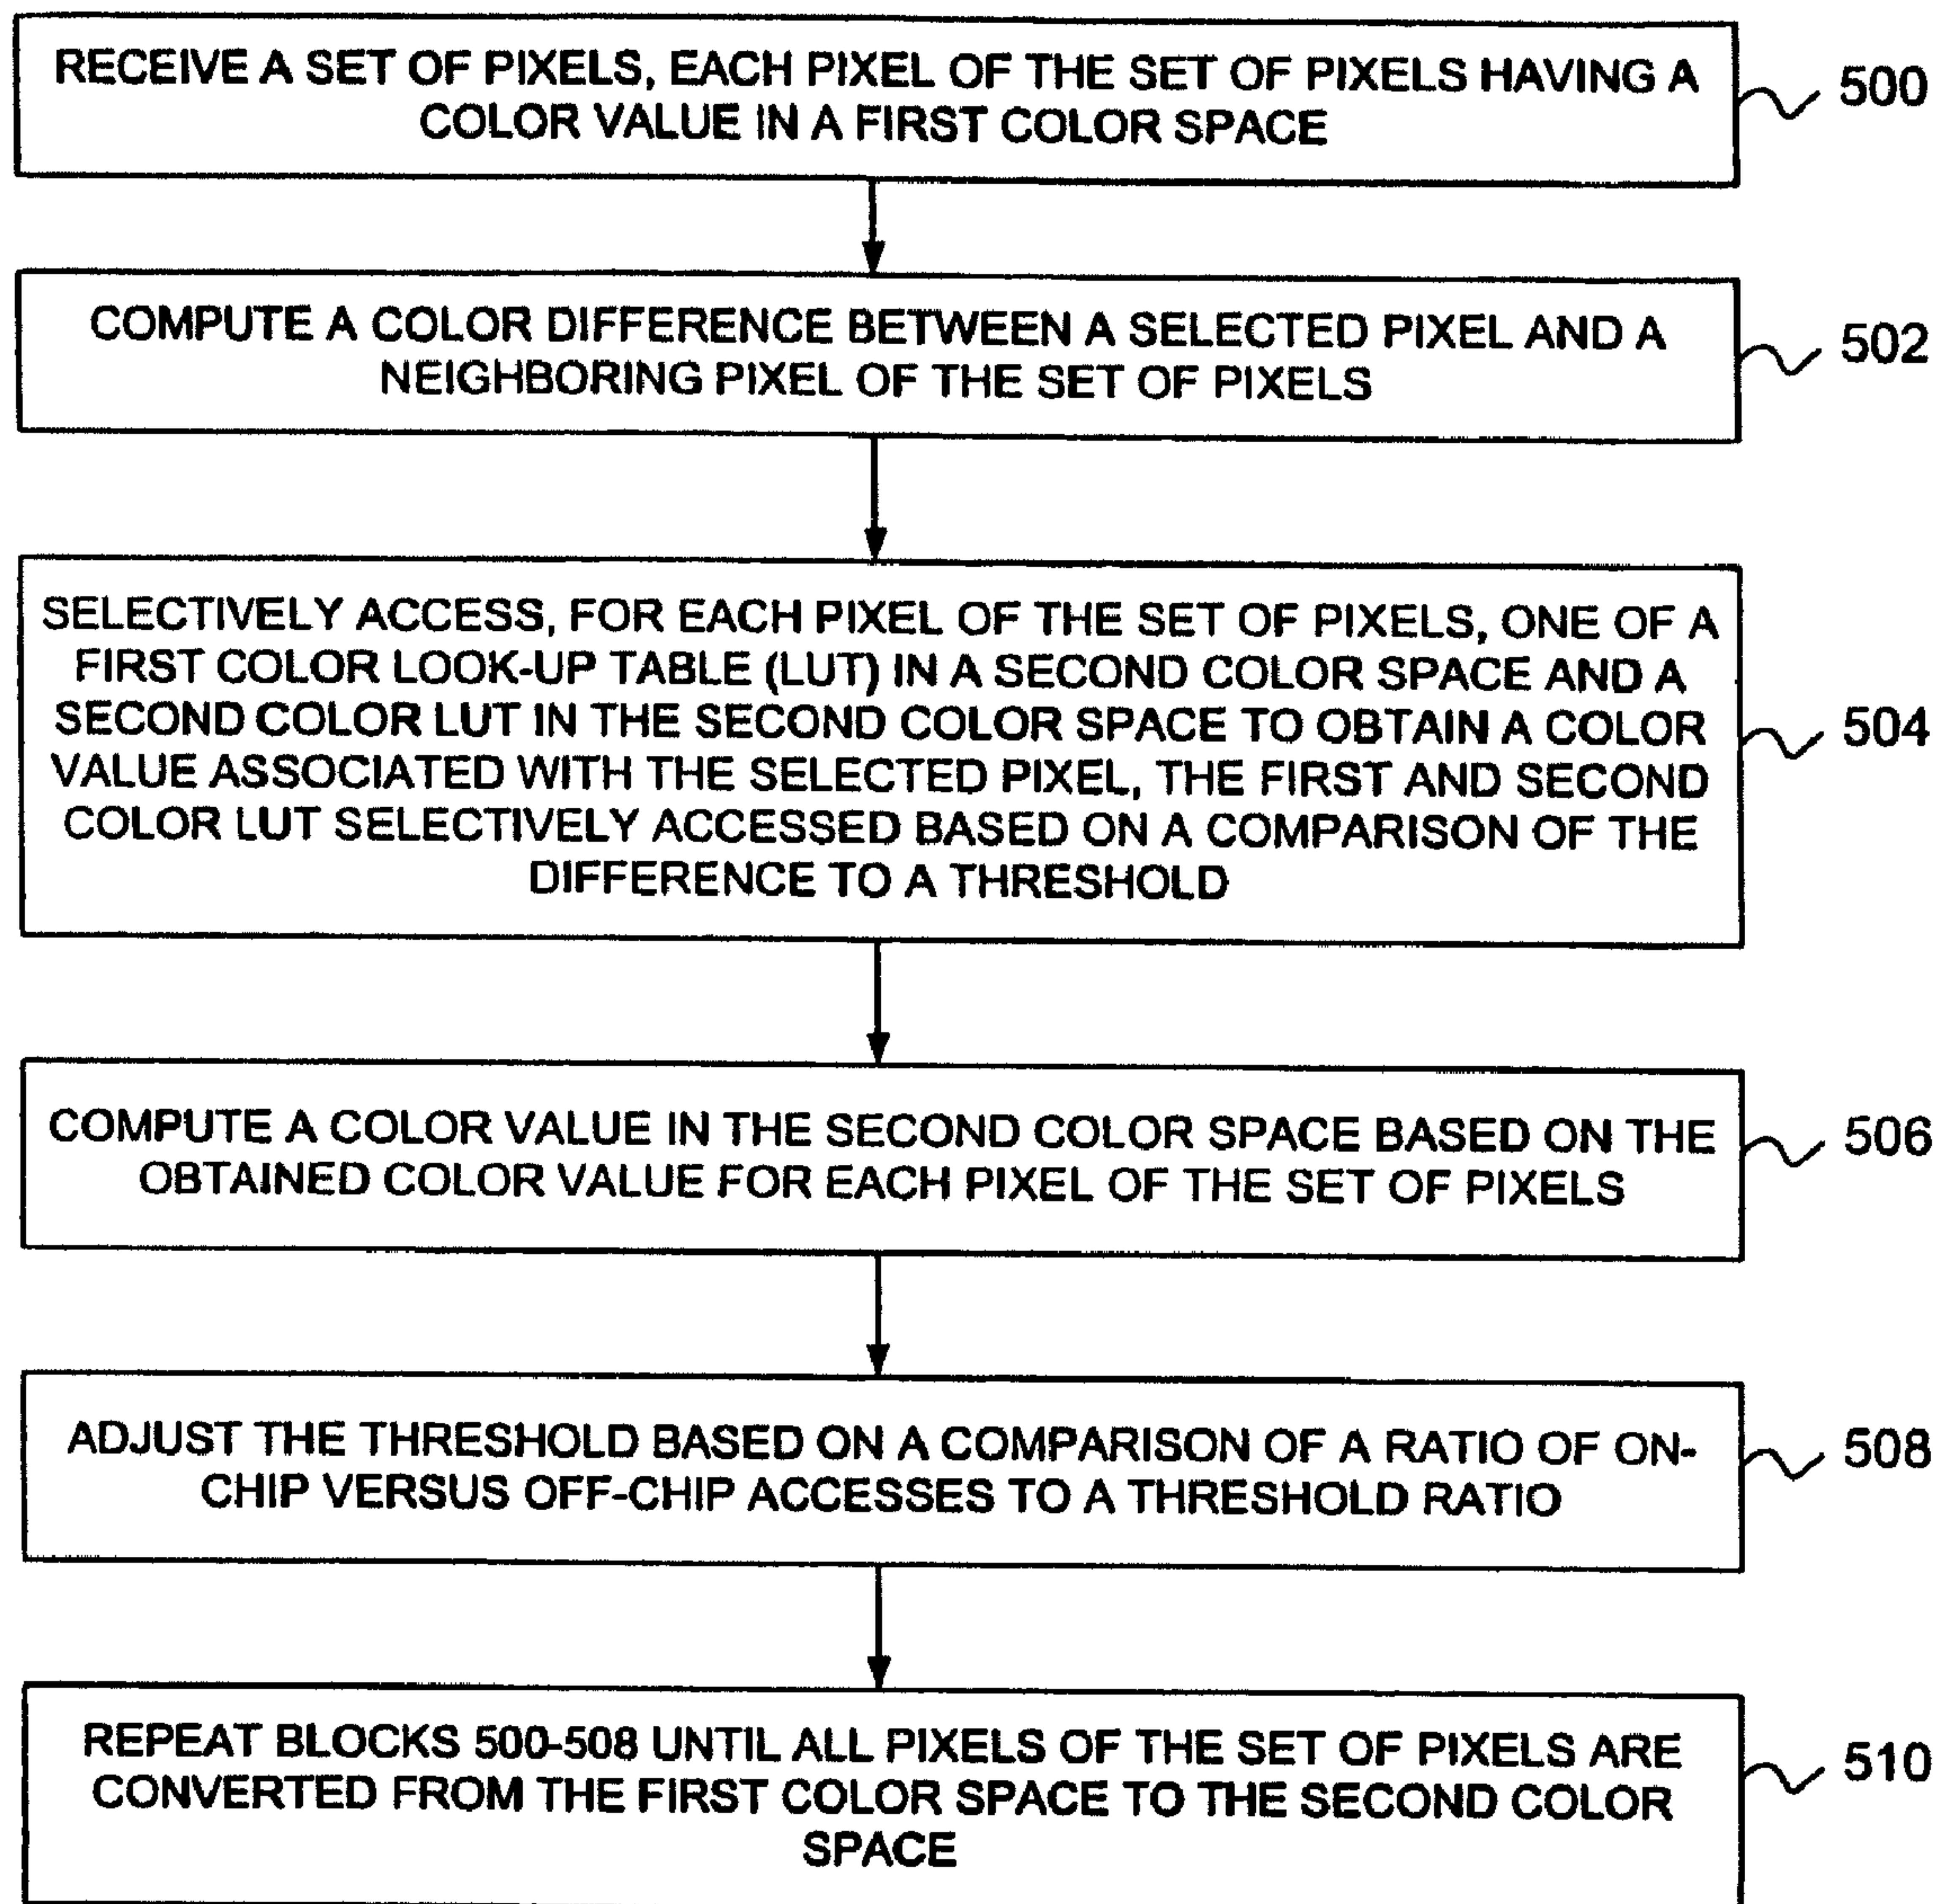 RECEIVE A SET OF PIXELS, EACH PIXEL OF THE SET OF PIXELS HAVING A
COLOR VALUE IN A FIRST COLOR SPACE
500
COMPUTE A COLOR DIFFERENCE BETWEEN A SELECTED PIXEL AND A
NEIGHBORING PIXEL OF THE SET OF PIXELS
502
SELECTIVELY ACCESS, FOR EACH PIXEL OF THE SET OF PIXELS, ONE OF A
FIRST COLOR LOOK-UP TABLE (LUT) IN A SECOND COLOR SPACE AND A
SECOND COLOR LUT IN THE SECOND COLOR SPACE TO OBTAIN A COLOR
VALUE ASSOCIATED WITH THE SELECTED PIXEL, THE FIRST AND SECOND
COLOR LUT SELECTIVELY ACCESSED BASED ON A COMPARISON OF THE
DIFFERENCE TO A THRESHOLD
504
COMPUTE A COLOR VALUE IN THE SECOND COLOR SPACE BASED ON THE
OBTAINED COLOR VALUE FOR EACH PIXEL OF THE SET OF PIXELS
506
ADJUST THE THRESHOLD BASED ON A COMPARISON OF A RATIO OF ON-
CHIP VERSUS OFF-CHIP ACCESSES TO A THRESHOLD RATIO
508
REPEAT BLOCKS 500-508 UNTIL ALL PIXELS OF THE SET OF PIXELS ARE
CONVERTED FROM THE FIRST COLOR SPACE TO THE SECOND COLOR
SPACE
510